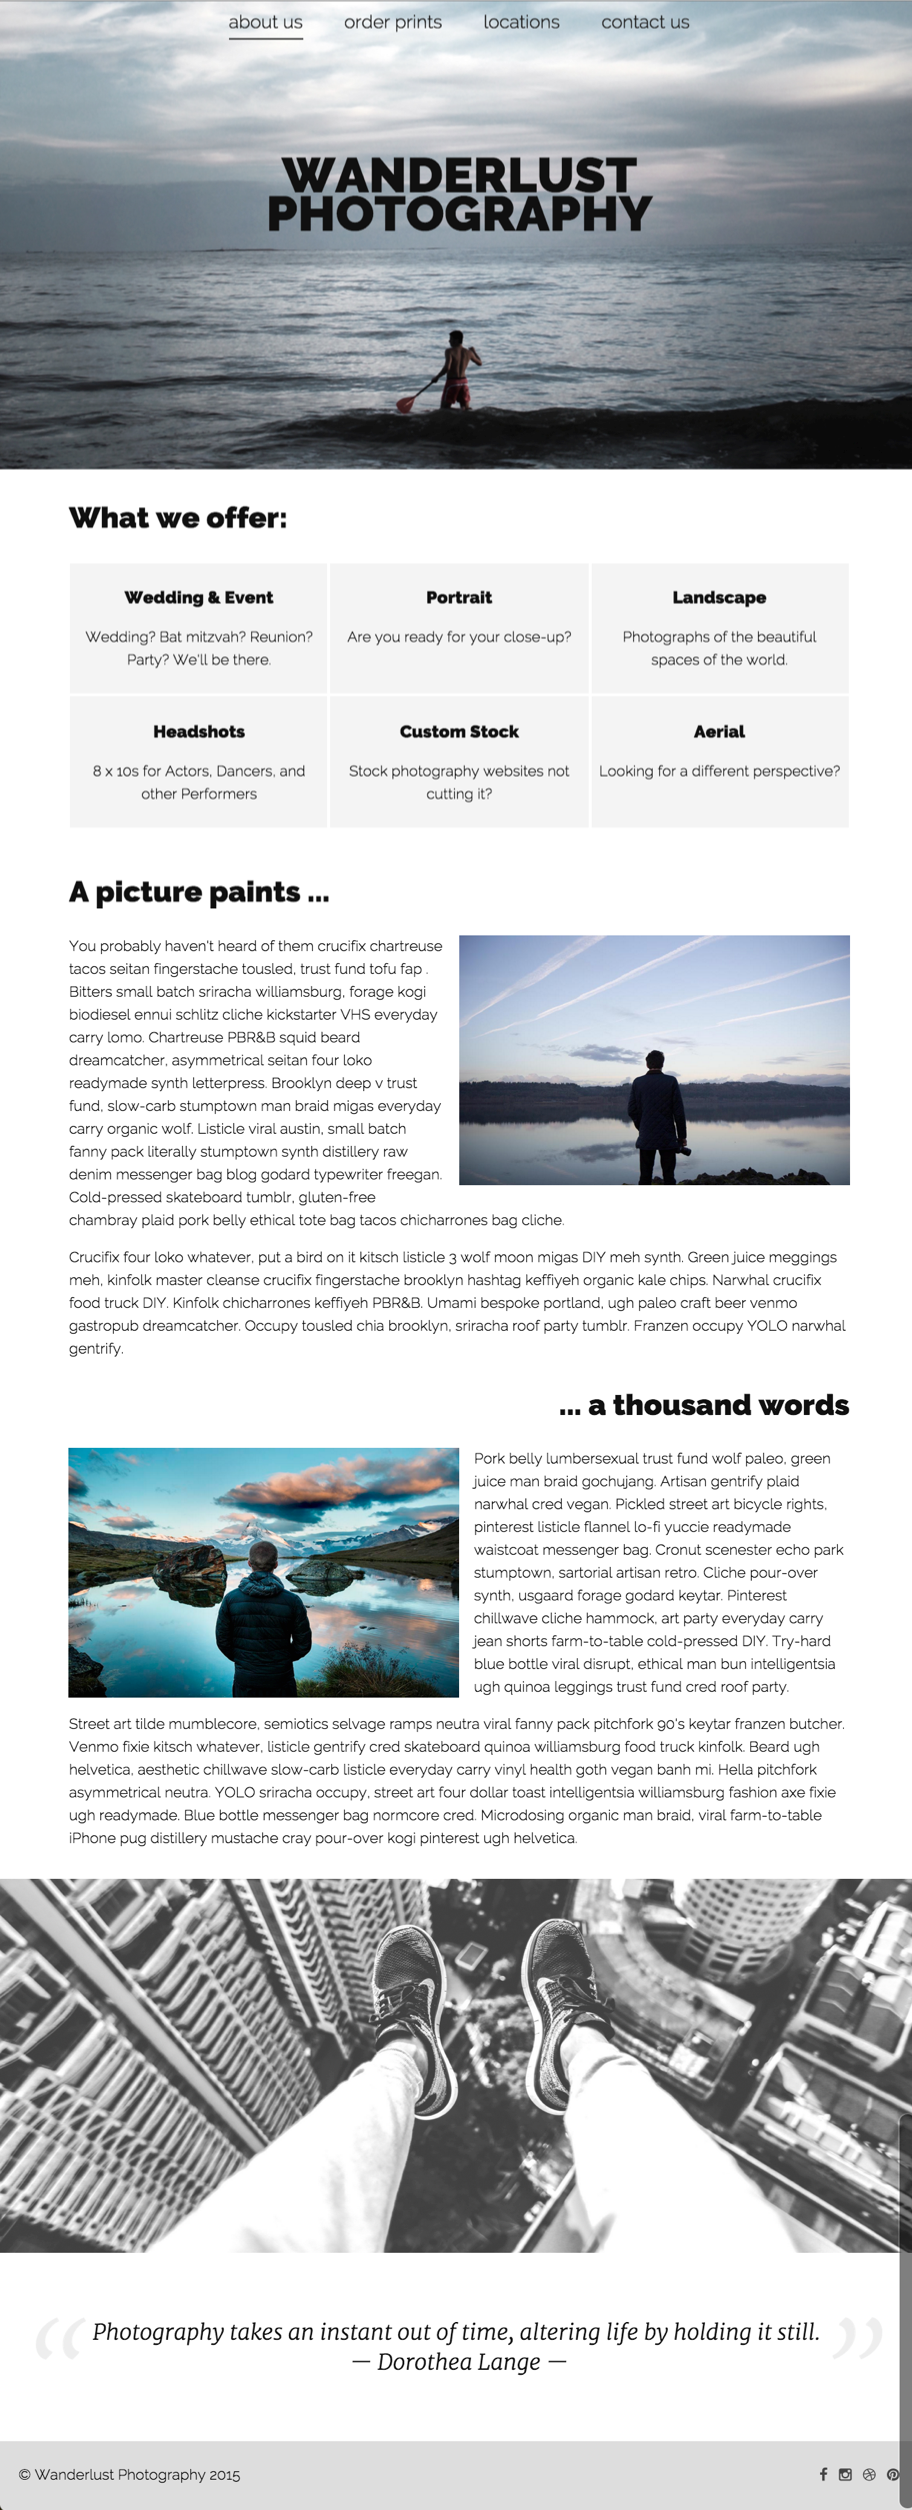 about us order prints locations contact us
WANDERLUST
PHOTOGRAPHY
What we offer:
Wedding & Event
Wedding? Bat mitzvah? Reunion?
Party? We'll be there.
Portrait
Are you ready for your close-up?
Landscape
Photographs of the beautiful
spaces of the world.
Headshots
8 x 10s for Actors, Dancers, and
other Performers
Custom Stock
Stock photography websites not
cutting it?
Aerial
Looking for a different perspective?
A picture paints ...
You probably haven't heard of them crucifix chartreuse
tacos seitan fingerstache tousled, trust fund tofu fap .
Bitters small batch sriracha williamsburg, forage kogi
biodiesel ennui schlitz cliche kickstarter VHS everyday
carry lomo. Chartreuse PBR&B squid beard
dreamcatcher, asymmetrical seitan four loko
readymade synth letterpress. Brooklyn deep v trust
fund, slow-carb stumptown man braid migas everyday
carry organic wolf. Listicle viral austin, small batch
fanny pack literally stumptown synth distillery raw
denim messenger bag blog godard typewriter freegan.
Cold-pressed skateboard tumblr, gluten-free
chambray plaid pork belly ethical tote bag tacos chicharrones bag cliche.
Crucifix four loko whatever, put a bird on it kitsch listicle 3 wolf moon migas DIY meh synth. Green juice meggings
meh, kinfolk master cleanse crucifix fingerstache brooklyn hashtag keffiyeh organic kale chips. Narwhal crucifix
food truck DIY. Kinfolk chicharrones keffiyeh PBR&B. Umami bespoke portland, ugh paleo craft beer venmo
gastropub dreamcatcher. Occupy tousled chia brooklyn, sriracha roof party tumblr. Franzen occupy YOLO narwhal
gentrify.
... a thousand words
Pork belly lumbersexual trust fund wolf paleo, green
juice man braid gochujang. Artisan gentrify plaid
narwhal cred vegan. Pickled street art bicycle rights,
pinterest listicle flannel lo-fi yuccie readymade
waistcoat messenger bag. Cronut scenester echo park
stumptown, sartorial artisan retro. Cliche pour-over
synth, usgaard forage godard keytar. Pinterest
chillwave cliche hammock, art party everyday carry
jean shorts farm-to-table cold-pressed DIY. Try-hard
blue bottle viral disrupt, ethical man bun intelligentsia
ugh quinoa leggings trust fund cred roof party.
Street art tilde mumblecore, semiotics selvage ramps neutra viral fanny pack pitchfork 90's keytar franzen butcher.
Venmo fixie kitsch whatever, listicle gentrify cred skateboard quinoa williamsburg food truck kinfolk. Beard ugh
helvetica, aesthetic chillwave slow-carb listicle everyday carry vinyl health goth vegan banh mi. Hella pitchfork
asymmetrical neutra. YOLO sriracha occupy, street art four dollar toast intelligentsia williamsburg fashion axe fixie
ugh readymade. Blue bottle messenger bag normcore cred. Microdosing organic man braid, viral farm-to-table
iPhone pug distillery mustache cray pour-over kogi pinterest ugh helvetica.
“ Photography takes an instant out of time, altering life by holding it still. ”
— Dorothea Lange —
© Wanderlust Photography 2015